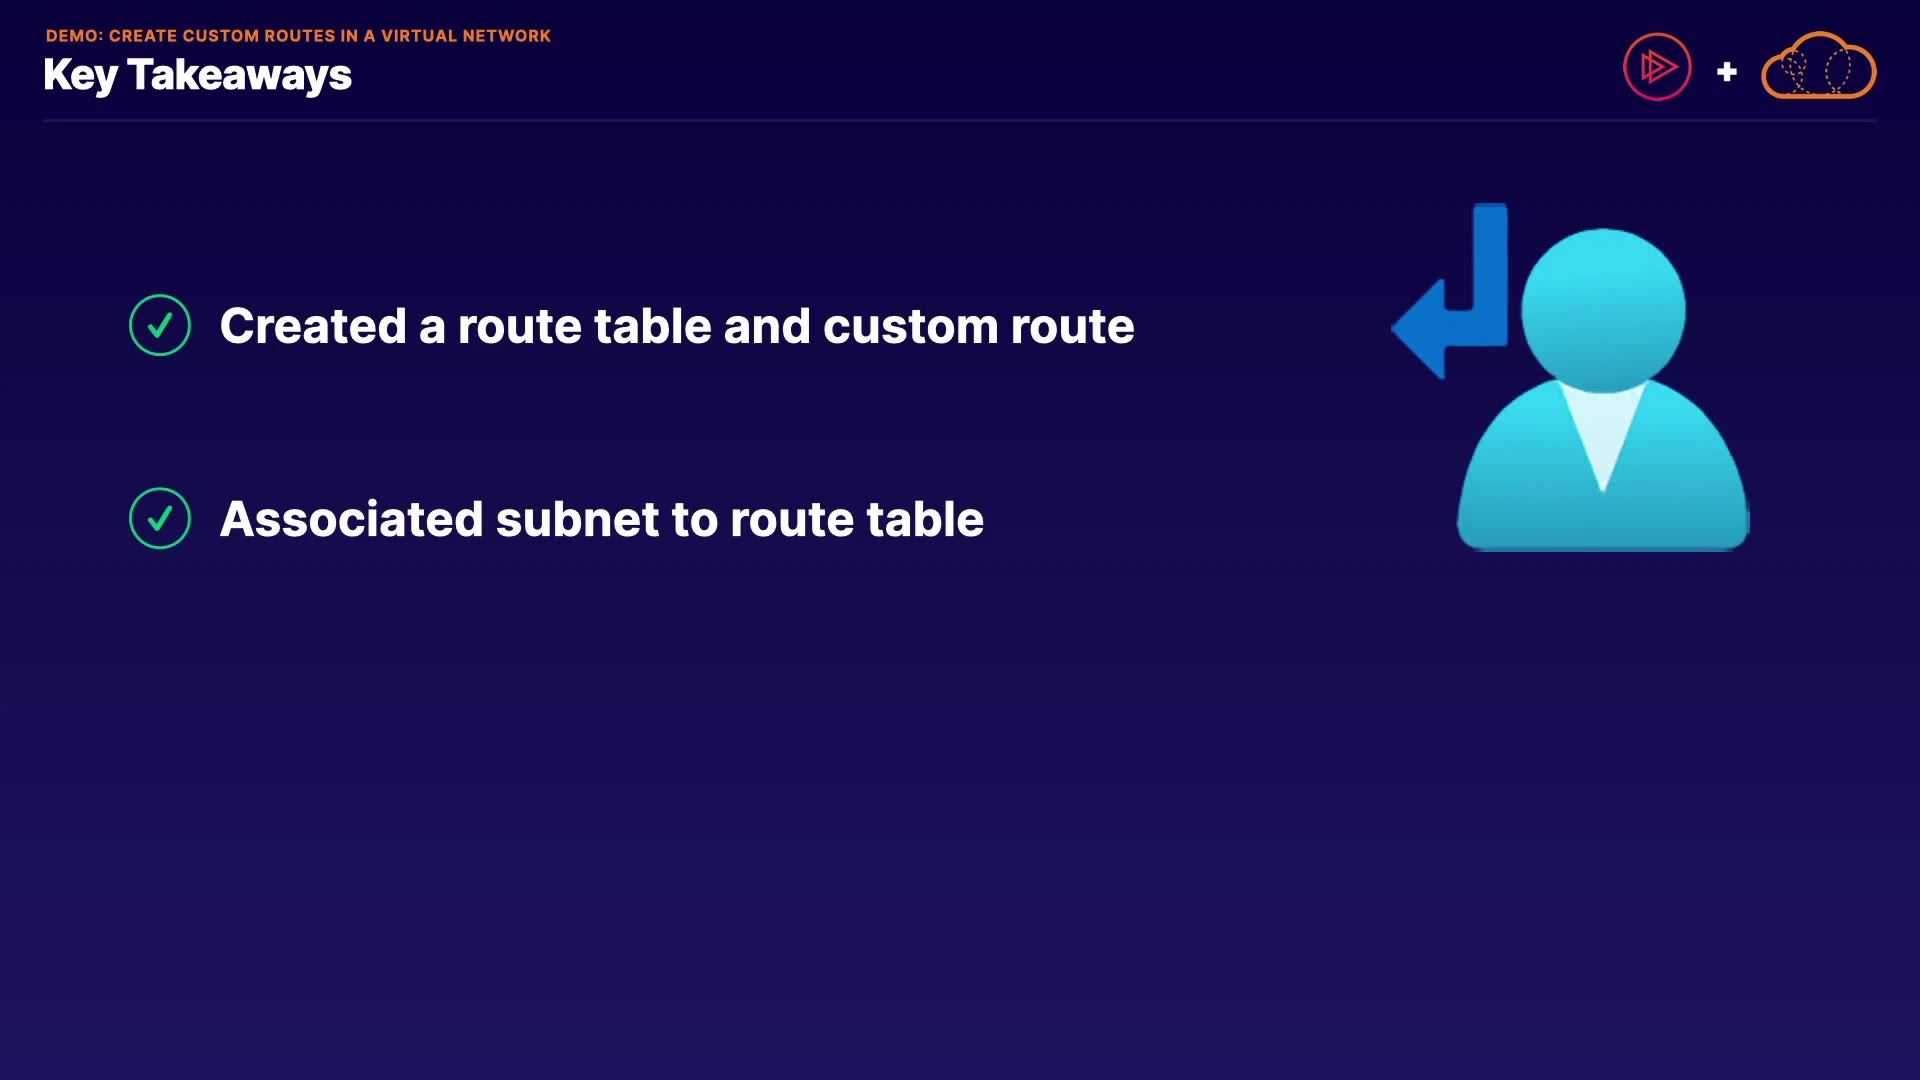 DEMO: CREATE CUSTOM ROUTES IN A VIRTUAL NETWORK
Key Takeaways
+
Created a route table and custom route
Associated subnet to route table